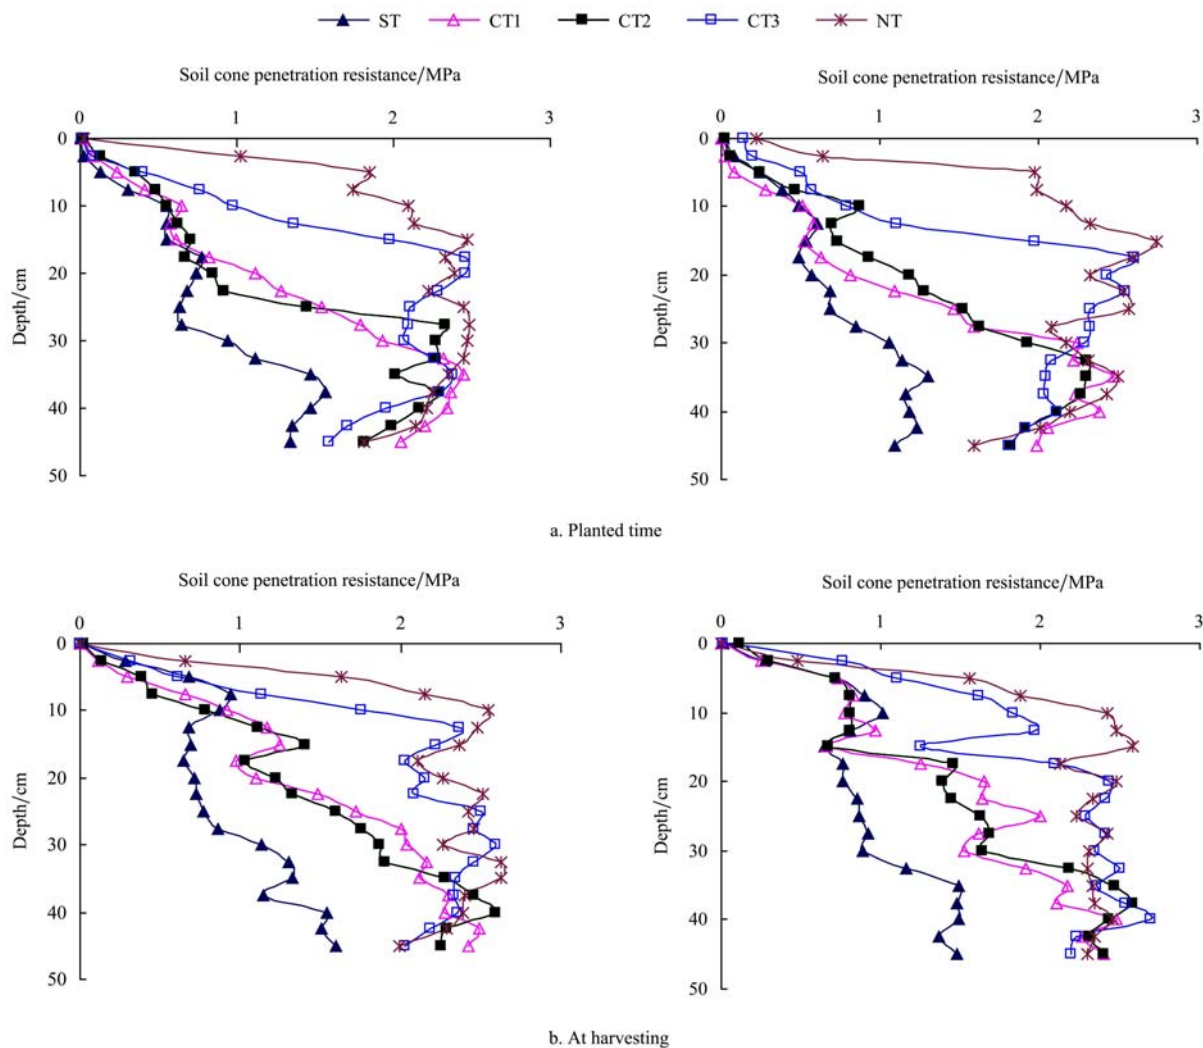 ST CT1 CT2 CT3 NT
Soil cone penetration resistance/MPa Soil cone penetration resistance/MPa
0 1 2 3 0 1 2 3
0 0
10 10
20 20
30 30
40 40
50 50
Depth/cm Depth/cm
a. Planted time
Soil cone penetration resistance/MPa Soil cone penetration resistance/MPa
0 1 2 3 0 1 2 3
0 0
10 10
20 20
30 30
40 40
50 50
Depth/cm Depth/cm
b. At harvesting